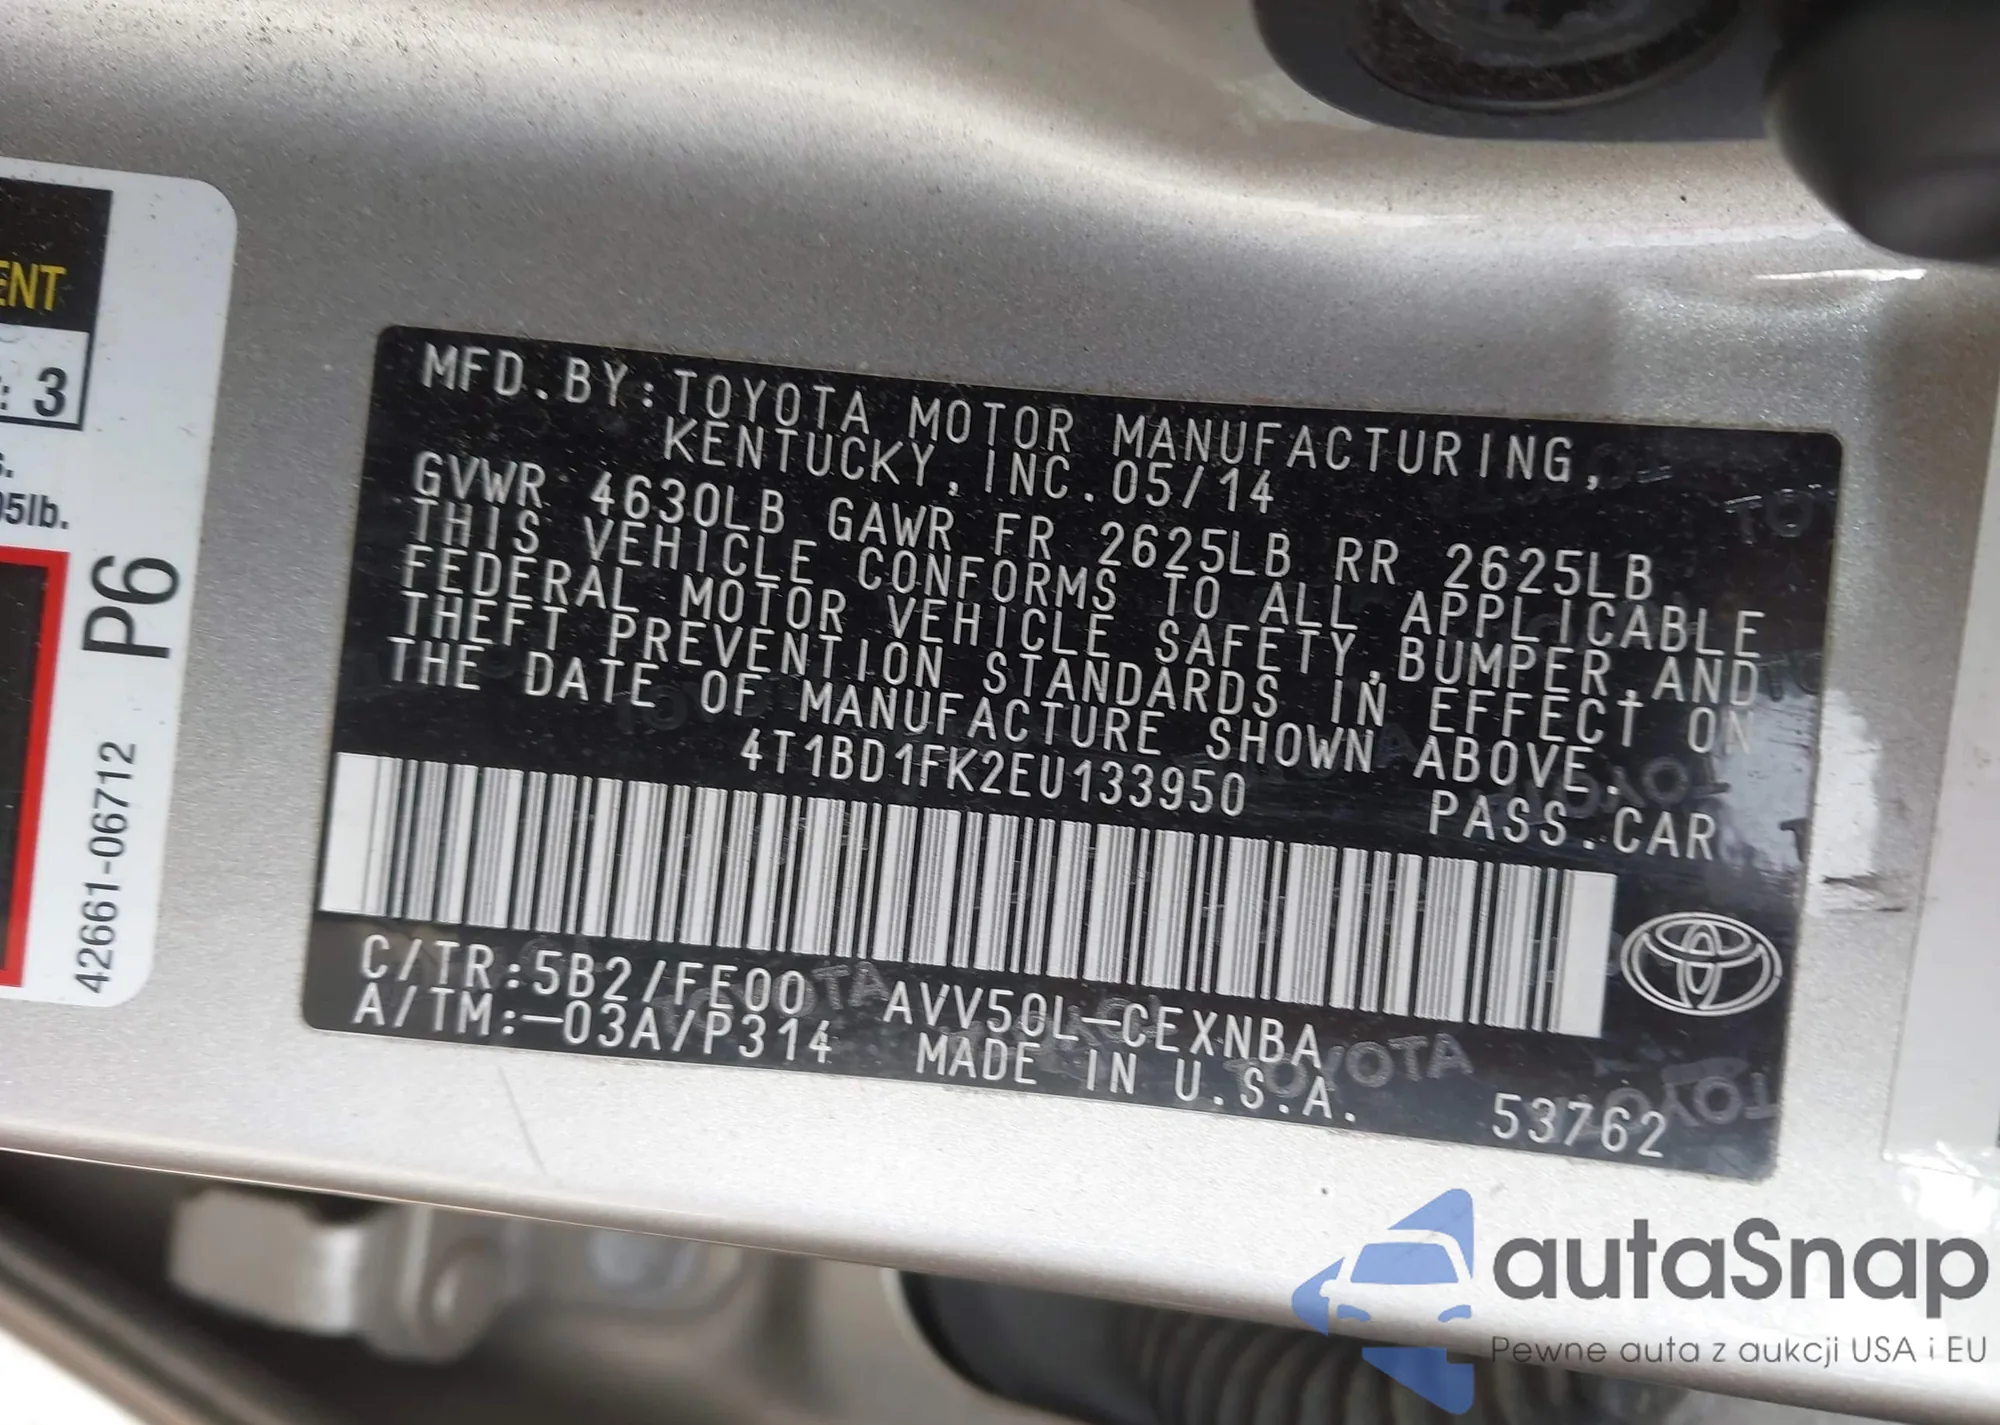 ENT
: 3
s.
05lb.
P6
42661-06712
MFD.BY:TOYOTA MOTOR MANUFACTURING,
KENTUCKY,INC.05/14
GVWR 4630LB GAWR FR 2625LB RR 2625LB
THIS VEHICLE CONFORMS TO ALL APPLICABLE
FEDERAL MOTOR VEHICLE SAFETY,BUMPER,AND
THEFT PREVENTION STANDARDS IN EFFECT ON
THE DATE OF MANUFACTURE SHOWN ABOVE.
4T1BD1FK2EU133950
PASS.CAR
C/TR:5B2/FE00 AVV50L-CEXNBA
A/TM:-03A/P314 MADE IN U.S.A.
53762
autaSnap
Pewne auta z aukcji USA i EU